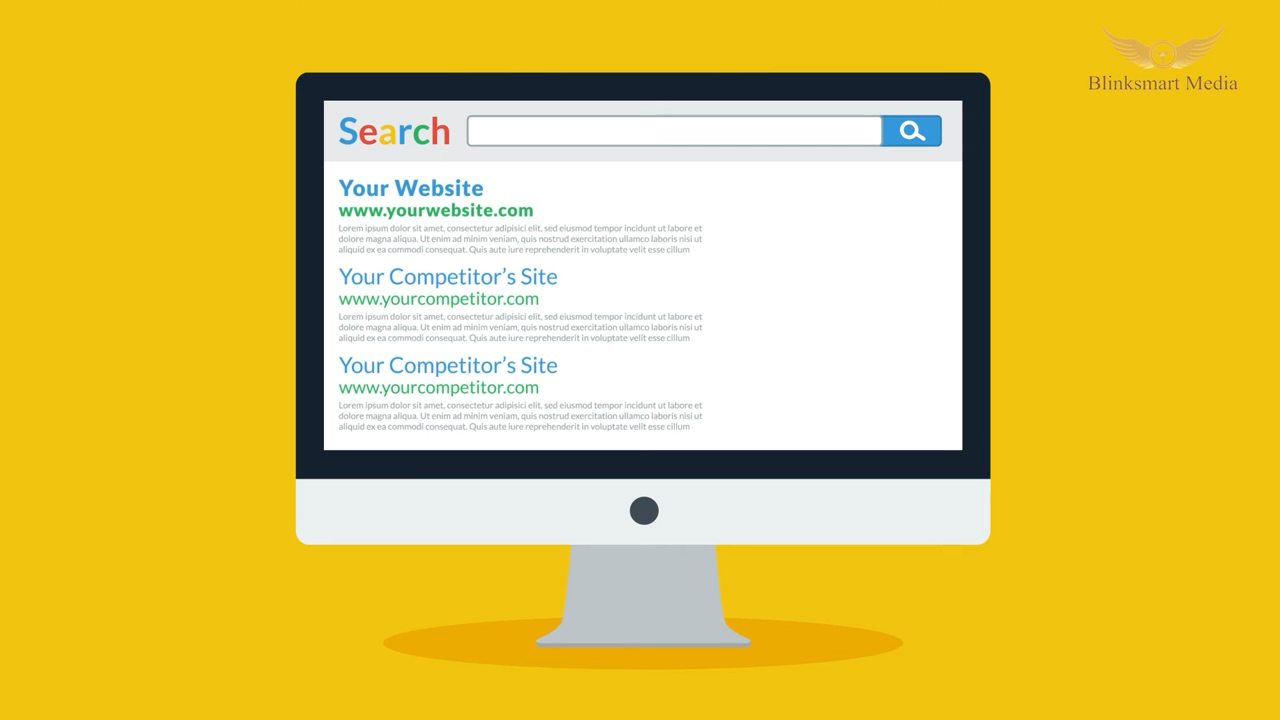 Blinksmart Media
Search
Your Website
www.yourwebsite.com
Lorem ipsum dolor sit amet, consectetur adipisici elit, sed eiusmod tempor incidunt ut labore et
dolore magna aliqua. Ut enim ad minim veniam, quis nostrud exercitation ullamco laboris nisi ut
aliquid ex ea commodi consequat. Quis aute iure reprehenderit in voluptate velit esse cillum
Your Competitor’s Site
www.yourcompetitor.com
Lorem ipsum dolor sit amet, consectetur adipisici elit, sed eiusmod tempor incidunt ut labore et
dolore magna aliqua. Ut enim ad minim veniam, quis nostrud exercitation ullamco laboris nisi ut
aliquid ex ea commodi consequat. Quis aute iure reprehenderit in voluptate velit esse cillum
Your Competitor’s Site
www.yourcompetitor.com
Lorem ipsum dolor sit amet, consectetur adipisici elit, sed eiusmod tempor incidunt ut labore et
dolore magna aliqua. Ut enim ad minim veniam, quis nostrud exercitation ullamco laboris nisi ut
aliquid ex ea commodi consequat. Quis aute iure reprehenderit in voluptate velit esse cillum